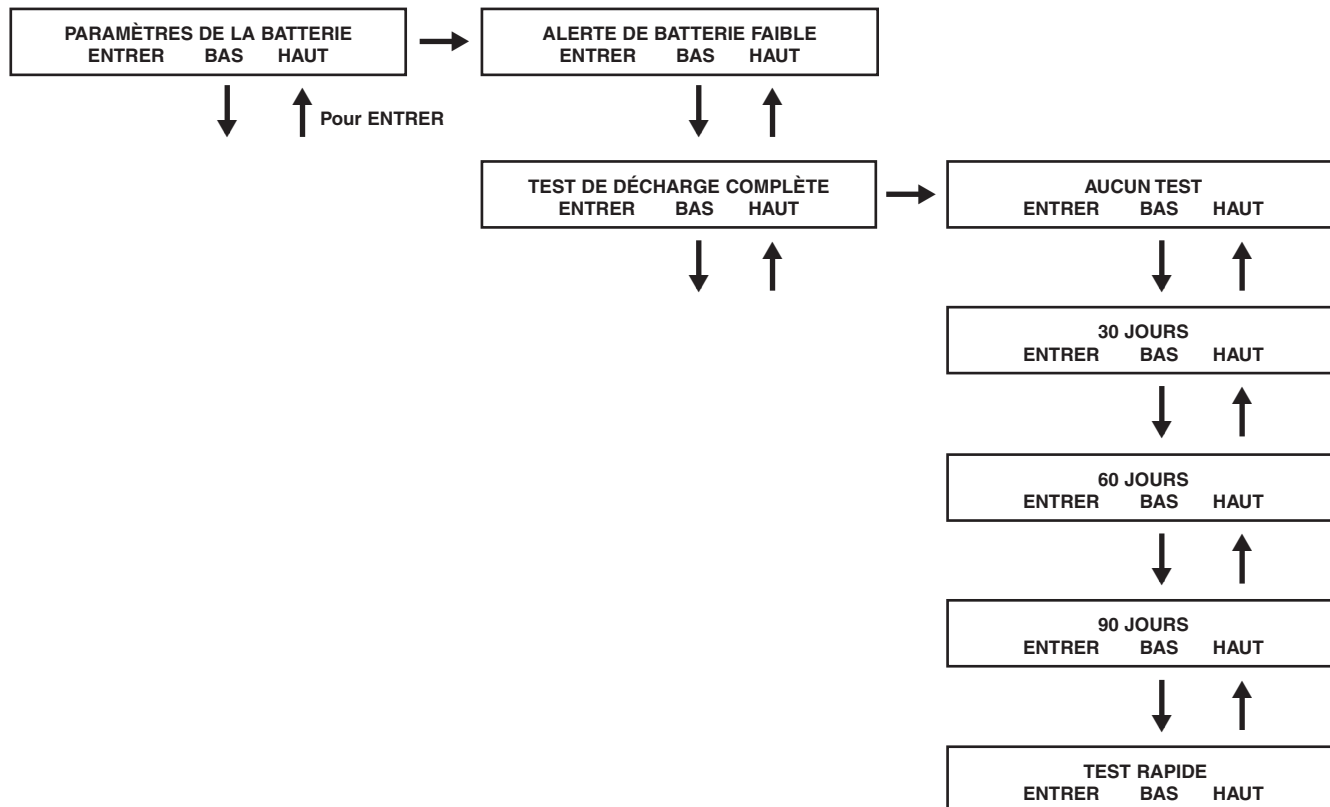 PARAMÈTRES DE LA BATTERIE
ENTRER BAS HAUT
Pour ENTRER
ALERTE DE BATTERIE FAIBLE
ENTRER BAS HAUT
TEST DE DÉCHARGE COMPLÈTE
ENTRER BAS HAUT
AUCUN TEST
ENTRER BAS HAUT
30 JOURS
ENTRER BAS HAUT
60 JOURS
ENTRER BAS HAUT
90 JOURS
ENTRER BAS HAUT
TEST RAPIDE
ENTRER BAS HAUT